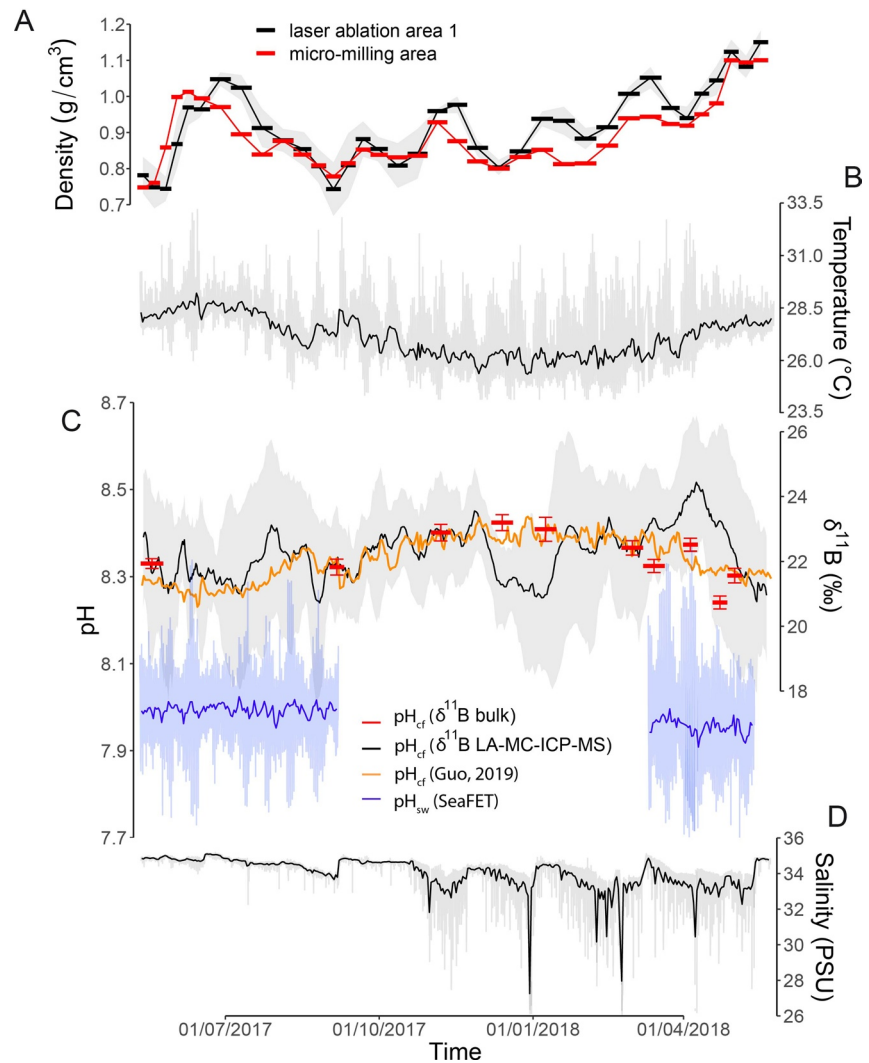 A
laser ablation area 1
micro-milling area
Density (g/cm³)
1.2
1.1
1.0
0.9
0.8
0.7
B
Temperature (°C)
33.5
31.0
28.5
26.0
23.5
C
pH
8.7
8.5
8.3
8.1
7.9
7.7
δ¹¹B (‰)
26
24
22
20
18
pHcf (δ¹¹B bulk)
pHcf (δ¹¹B LA-MC-ICP-MS)
pHcf (Guo, 2019)
pHsw (SeaFET)
D
Salinity (PSU)
36
34
32
30
28
26
01/07/2017 01/10/2017 01/01/2018 01/04/2018
Time